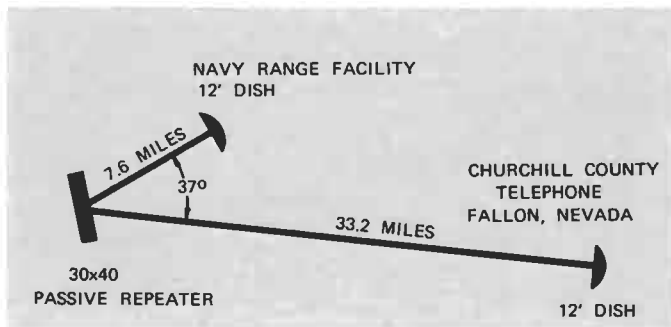 NAVY RANGE FACILITY
12' DISH
7.6 MILES
37º
CHURCHILL COUNTY
TELEPHONE
FALLON, NEVADA
33.2 MILES
30x40
PASSIVE REPEATER
12' DISH